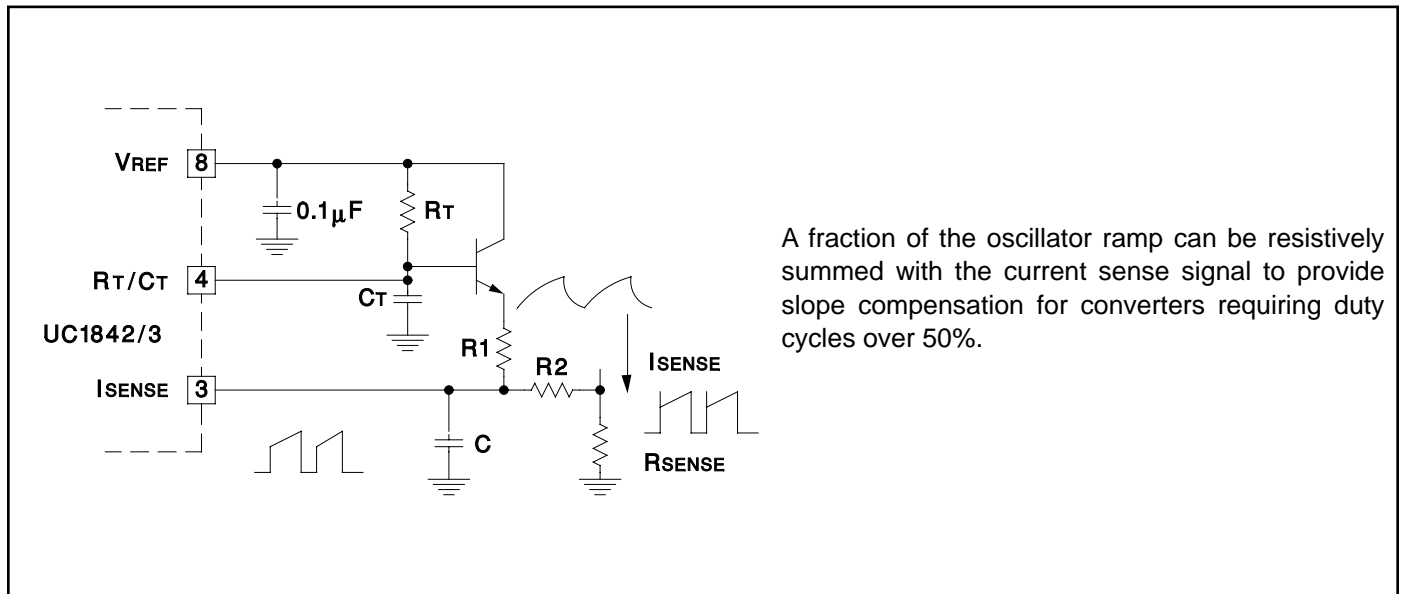 VREF 8
0.1μF RT
RT/CT 4
CT
UC1842/3
R1
R2
ISENSE 3
ISENSE
C
RSENSE
A fraction of the oscillator ramp can be resistively
summed with the current sense signal to provide
slope compensation for converters requiring duty
cycles over 50%.